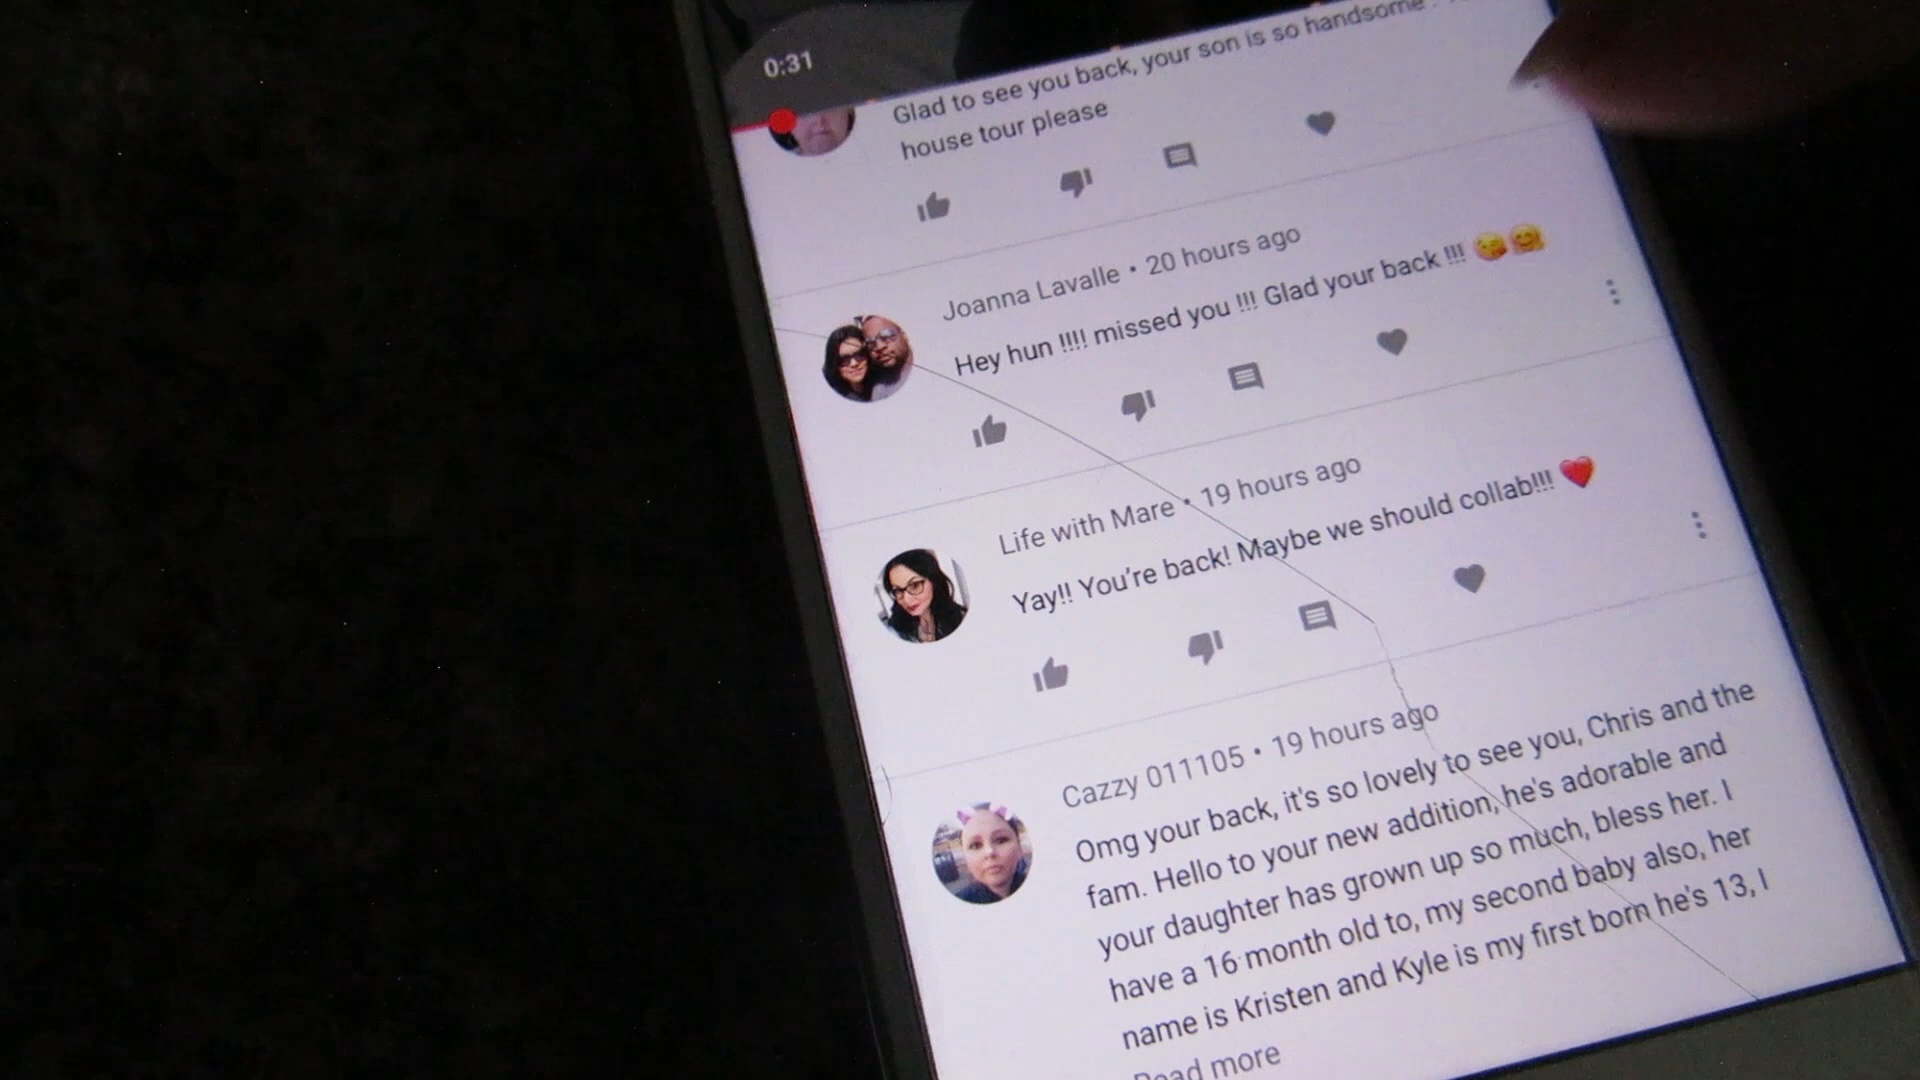 0:31
Glad to see you back, your son is so handsome
house tour please
Joanna Lavalle • 20 hours ago
Hey hun !!!! missed you !!! Glad your back !!! 😘🤗
Life with Mare • 19 hours ago
Yay!! You're back! Maybe we should collab!!! ❤️
Cazzy 011105 • 19 hours ago
Omg your back, it's so lovely to see you, Chris and the
fam. Hello to your new addition, he's adorable and
your daughter has grown up so much, bless her. I
have a 16 month old to, my second baby also, her
name is Kristen and Kyle is my first born he's 13, I
Read more